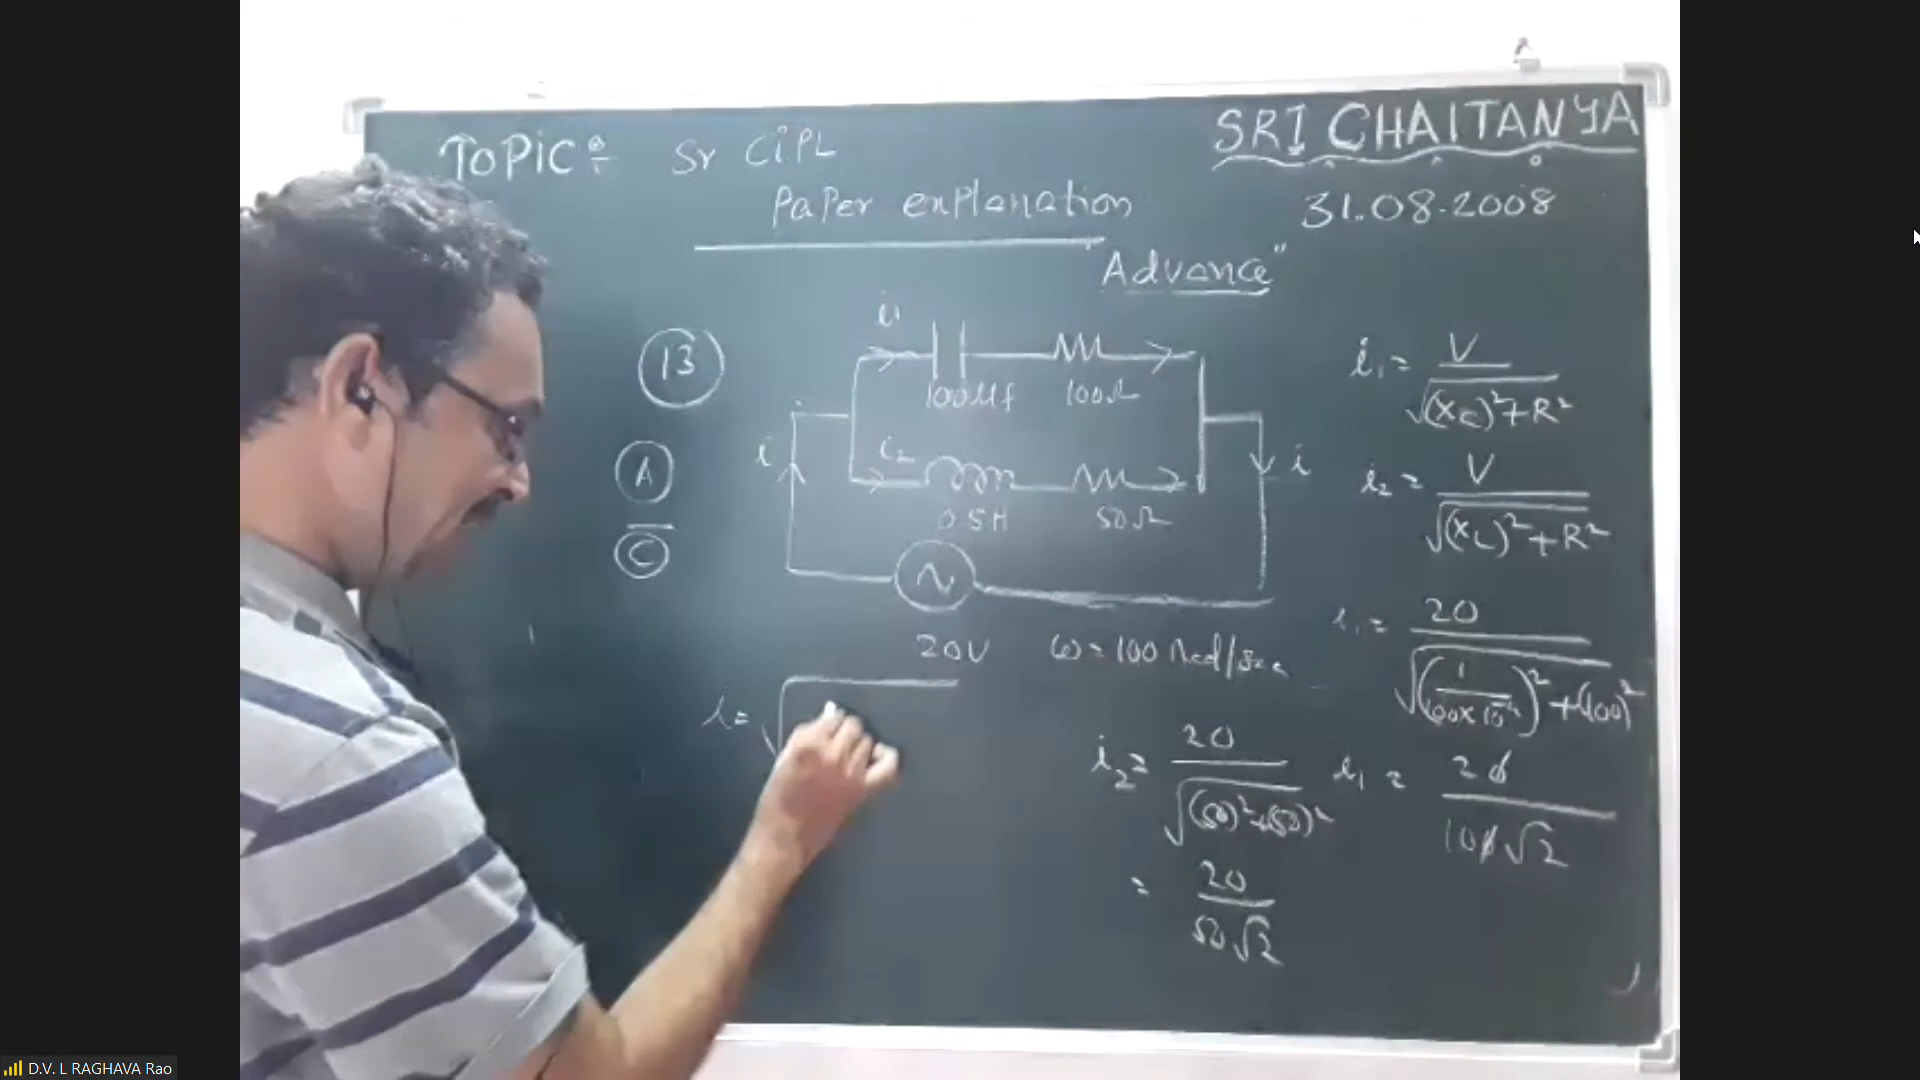 TOPIC:-
Sr CIPL
Paper explanation
SRI CHAITANYA
31.08.2008
"Advance"
13
A
C
i1
100Mf
100Ω
i
i2
0.5H
50Ω
i
20V
ω = 100 Rad/sec
i1 = V / √(XC)²+R²
i2 = V / √(XL)²+R²
i1 = 20 / √(1 / 100×10⁻⁴)²+(100)²
i = √
i2 = 20 / √(50)²+(50)²
i1 = 20 / 100√2
= 20 / 50√2
D.V. L RAGHAVA Rao